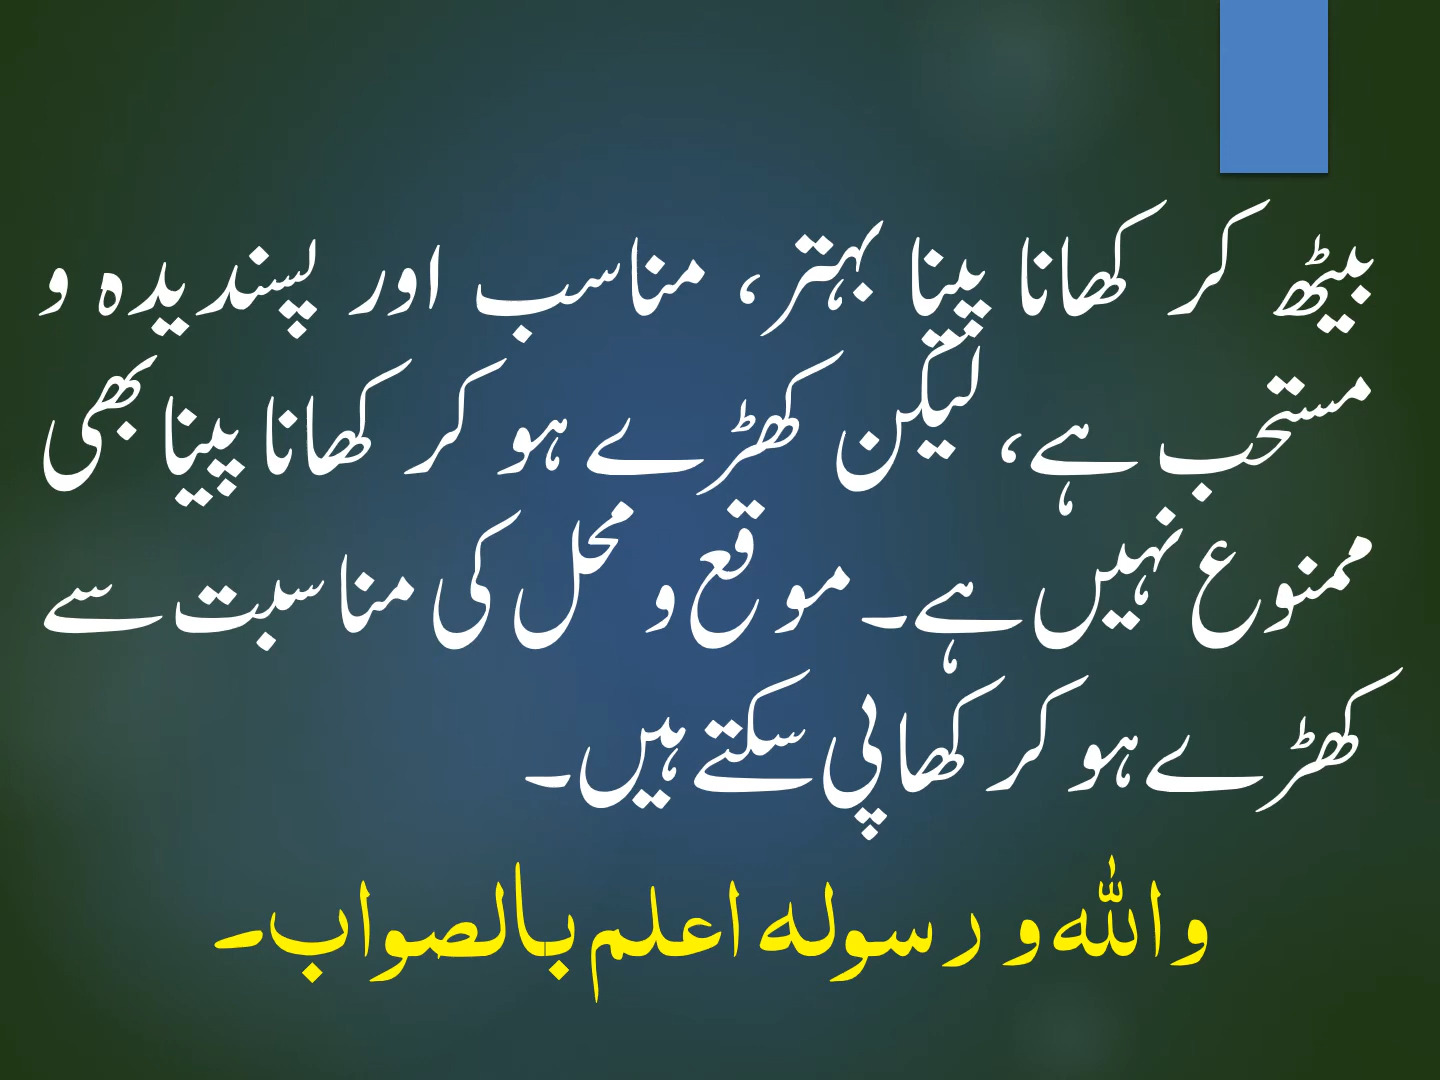 بیٹھ کر کھانا پینا بہتر، مناسب اور پسندیدہ و
مستحب ہے، لیکن کھڑے ہو کر کھانا پینا بھی
ممنوع نہیں ہے۔ موقع و محل کی مناسبت سے
کھڑے ہو کر کھا پی سکتے ہیں۔
واللہ و رسولہ اعلم بالصواب۔